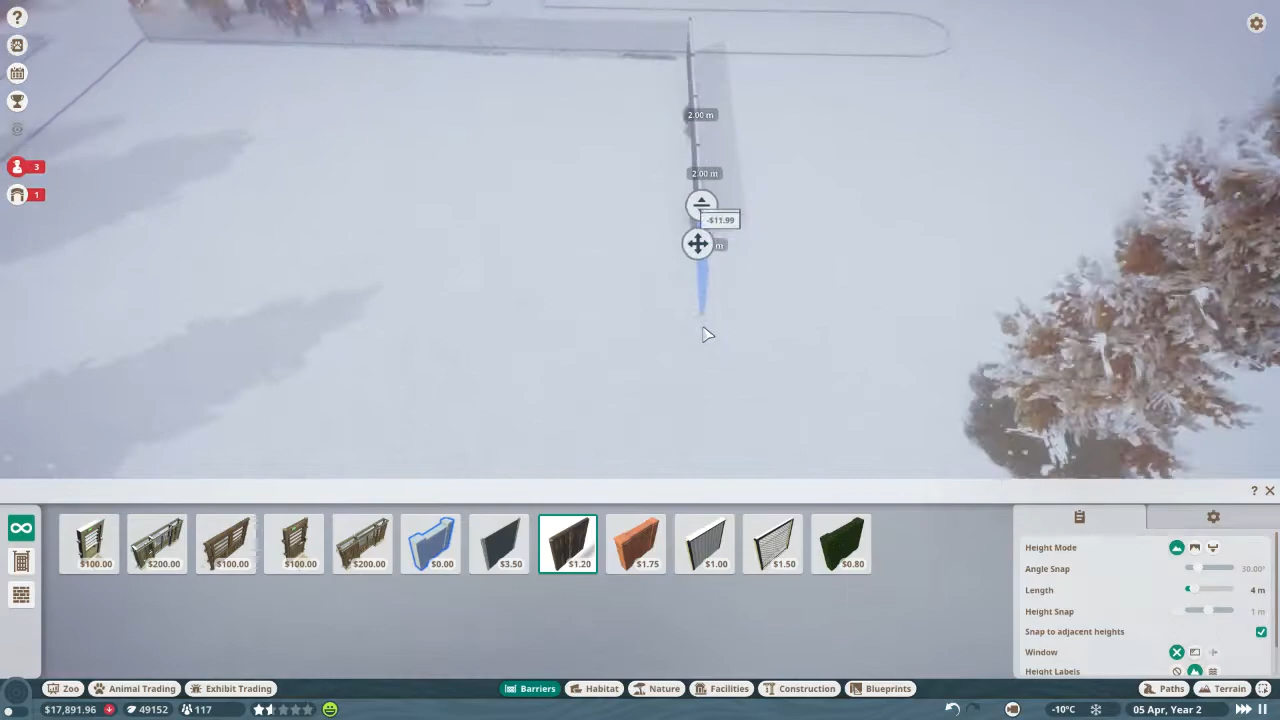 ?
3
1
2.00 m
2.00 m
-$11.99
m
?
$100.00 $200.00 $100.00 $100.00 $200.00 $0.00 $3.50 $1.20 $1.75 $1.00 $1.50 $0.80
Height Mode
Angle Snap 30.00°
Length 4 m
Height Snap 1 m
Snap to adjacent heights
Window
Height Labels
Zoo Animal Trading Exhibit Trading Barriers Habitat Nature Facilities Construction Blueprints Paths Terrain
$17,891.96 49152 117 -10°C 05 Apr, Year 2